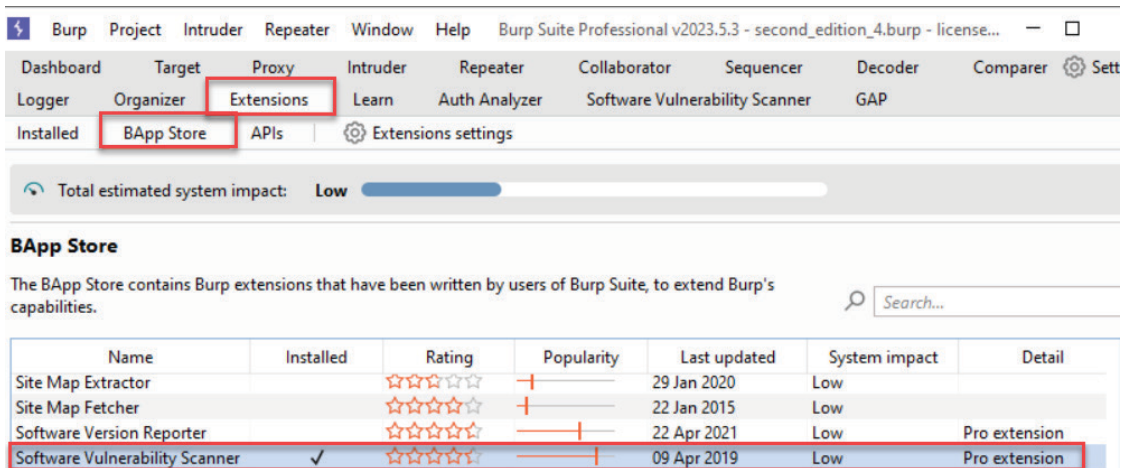 Burp Project Intruder Repeater Window Help Burp Suite Professional v2023.5.3 - second_edition_4.burp - license...
Dashboard Target Proxy Intruder Repeater Collaborator Sequencer Decoder Comparer Sett
Logger Organizer Extensions Learn Auth Analyzer Software Vulnerability Scanner GAP
Installed BApp Store APIs Extensions settings
Total estimated system impact: Low
BApp Store
The BApp Store contains Burp extensions that have been written by users of Burp Suite, to extend Burp's
capabilities.
Search...
Name Installed Rating Popularity Last updated System impact Detail
Site Map Extractor 29 Jan 2020 Low
Site Map Fetcher 22 Jan 2015 Low
Software Version Reporter 22 Apr 2021 Low Pro extension
Software Vulnerability Scanner ✓ 09 Apr 2019 Low Pro extension